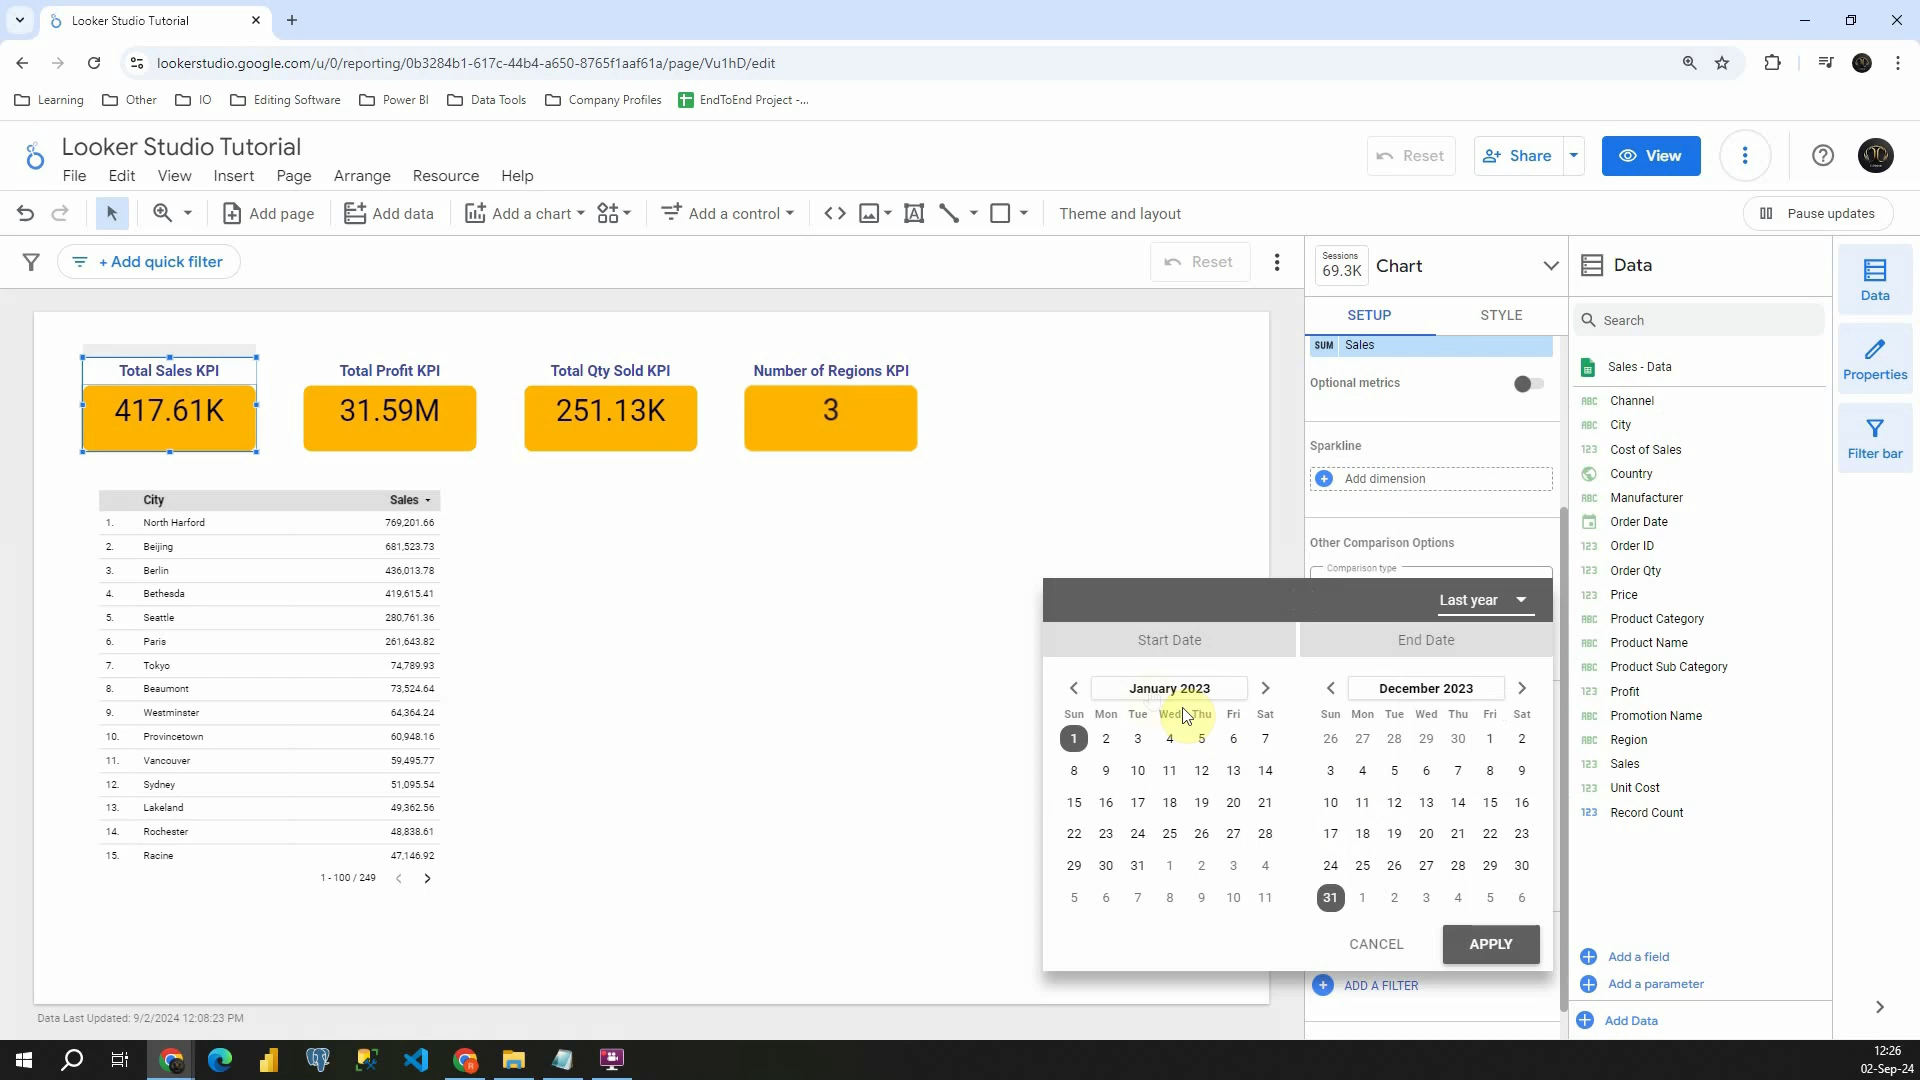 Looker Studio Tutorial
lookerstudio.google.com/u/0/reporting/0b3284b1-617c-44b4-a650-8765f1aaf61a/page/Vu1hD/edit
Learning Other IO Editing Software Power BI Data Tools Company Profiles EndToEnd Project -...
Looker Studio Tutorial
Reset Share View
File Edit View Insert Page Arrange Resource Help
Add page Add data Add a chart Add a control Theme and layout Pause updates
+ Add quick filter Reset
Total Sales KPI
417.61K
Total Profit KPI
31.59M
Total Qty Sold KPI
251.13K
Number of Regions KPI
3
City Sales
1. North Harford 769,201.66
2. Beijing 681,523.73
3. Berlin 436,013.78
4. Bethesda 419,615.41
5. Seattle 280,761.36
6. Paris 261,643.82
7. Tokyo 74,789.93
8. Beaumont 73,524.64
9. Westminster 64,364.24
10. Provincetown 60,948.16
11. Vancouver 59,495.77
12. Sydney 51,095.54
13. Lakeland 49,362.56
14. Rochester 48,838.61
15. Racine 47,146.92
1 - 100 / 249
Data Last Updated: 9/2/2024 12:08:23 PM
Sessions
69.3K
Chart
SETUP STYLE
SUM Sales
Optional metrics
Sparkline
Add dimension
Other Comparison Options
Comparison type
Last year
Start Date End Date
January 2023 December 2023
Sun Mon Tue Wed Thu Fri Sat Sun Mon Tue Wed Thu Fri Sat
1 2 3 4 5 6 7 26 27 28 29 30 1 2
8 9 10 11 12 13 14 3 4 5 6 7 8 9
15 16 17 18 19 20 21 10 11 12 13 14 15 16
22 23 24 25 26 27 28 17 18 19 20 21 22 23
29 30 31 1 2 3 4 24 25 26 27 28 29 30
5 6 7 8 9 10 11 31 1 2 3 4 5 6
CANCEL APPLY
ADD A FILTER
Data
Search
Sales - Data
ABC Channel
ABC City
123 Cost of Sales
Country
ABC Manufacturer
Order Date
123 Order ID
123 Order Qty
123 Price
ABC Product Category
ABC Product Name
ABC Product Sub Category
123 Profit
ABC Promotion Name
ABC Region
123 Sales
123 Unit Cost
123 Record Count
Add a field
Add a parameter
Add Data
Data
Properties
Filter bar
12:26
02-Sep-24